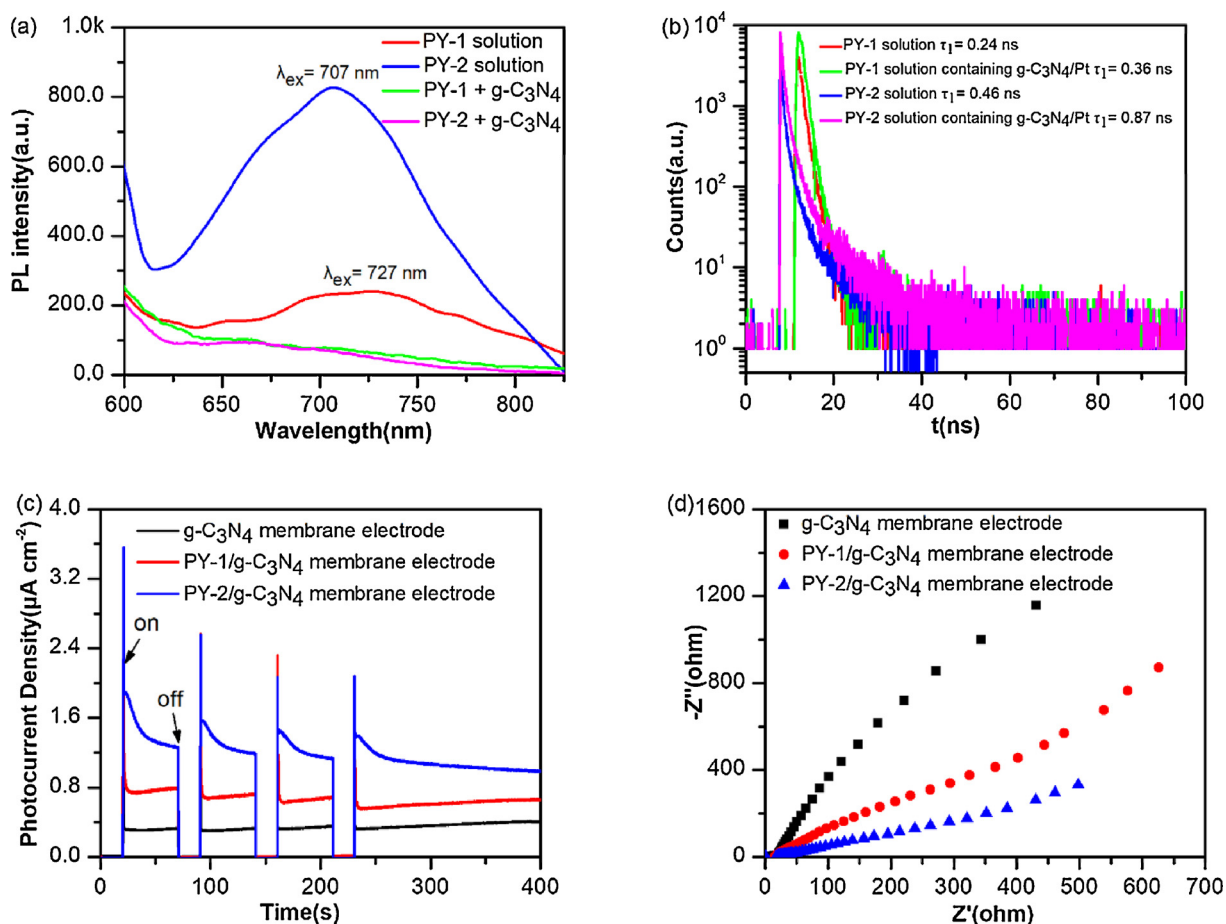 (a)
1.0k
800.0
600.0
400.0
200.0
0.0
PL intensity(a.u.)
PY-1 solution
PY-2 solution
PY-1 + g-C₃N₄
PY-2 + g-C₃N₄
λex= 707 nm
λex= 727 nm
600 650 700 750 800
Wavelength(nm)
(b)
10⁴
10³
10²
10¹
10⁰
Counts(a.u.)
PY-1 solution τ₁= 0.24 ns
PY-1 solution containing g-C₃N₄/Pt τ₁= 0.36 ns
PY-2 solution τ₁= 0.46 ns
PY-2 solution containing g-C₃N₄/Pt τ₁= 0.87 ns
0 20 40 60 80 100
t(ns)
(c)
4.0
3.2
2.4
1.6
0.8
0.0
Photocurrent Density(μA cm⁻²)
g-C₃N₄ membrane electrode
PY-1/g-C₃N₄ membrane electrode
PY-2/g-C₃N₄ membrane electrode
on
off
0 100 200 300 400
Time(s)
(d)
1600
1200
800
400
0
-Z"(ohm)
g-C₃N₄ membrane electrode
PY-1/g-C₃N₄ membrane electrode
PY-2/g-C₃N₄ membrane electrode
0 100 200 300 400 500 600 700
Z'(ohm)